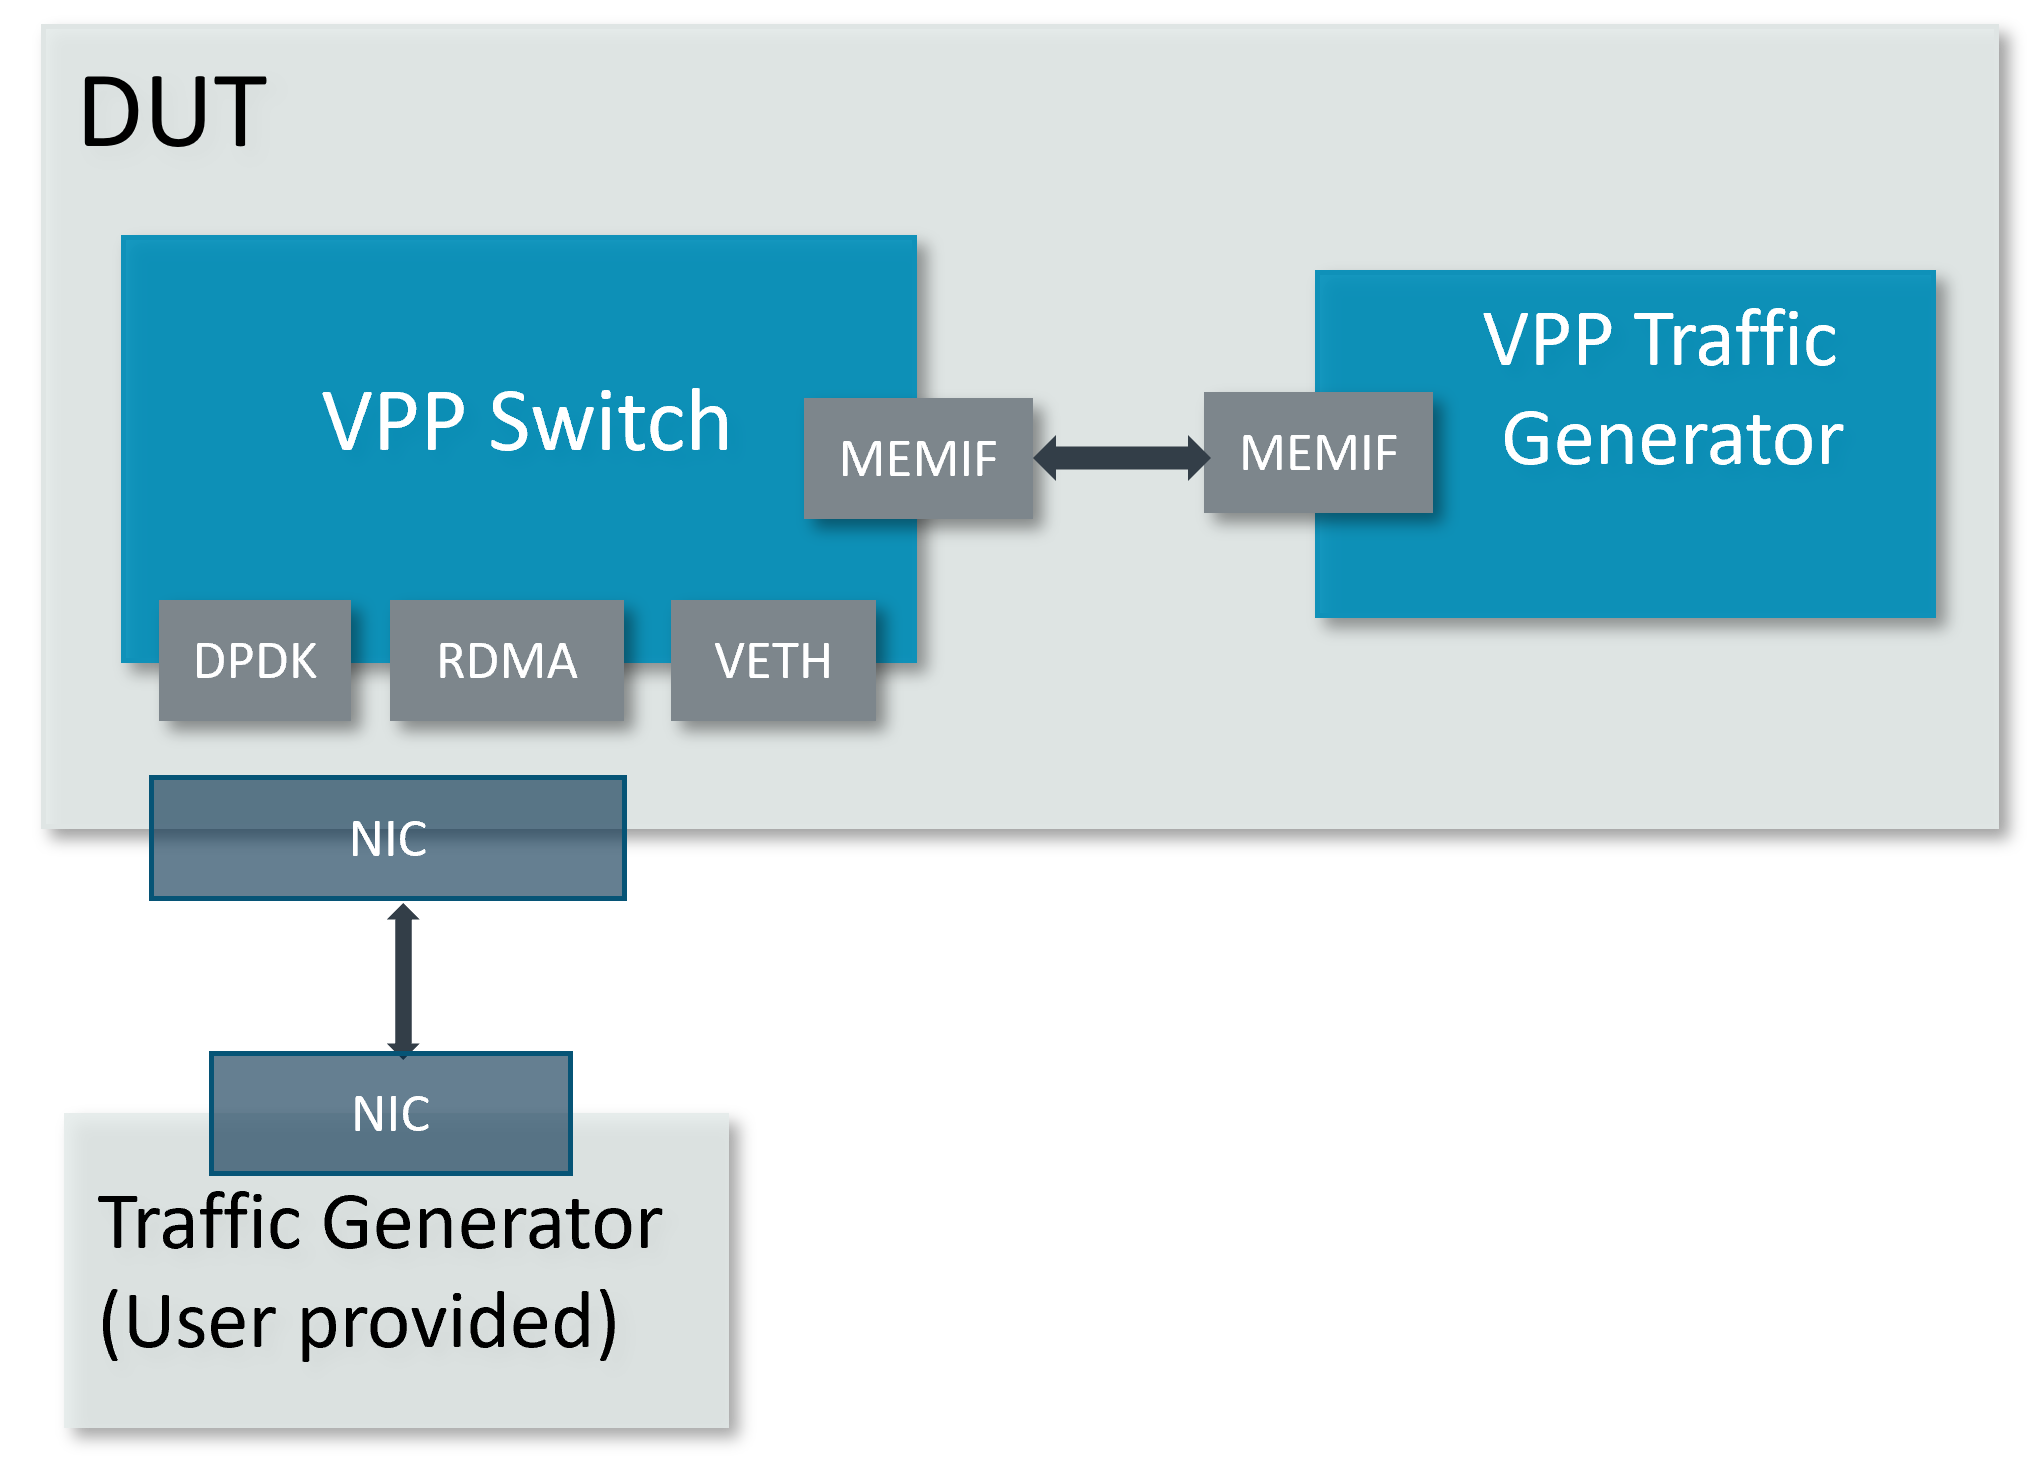 DUT
VPP Switch
MEMIF
MEMIF
VPP Traffic
Generator
DPDK
RDMA
VETH
NIC
NIC
Traffic Generator
(User provided)